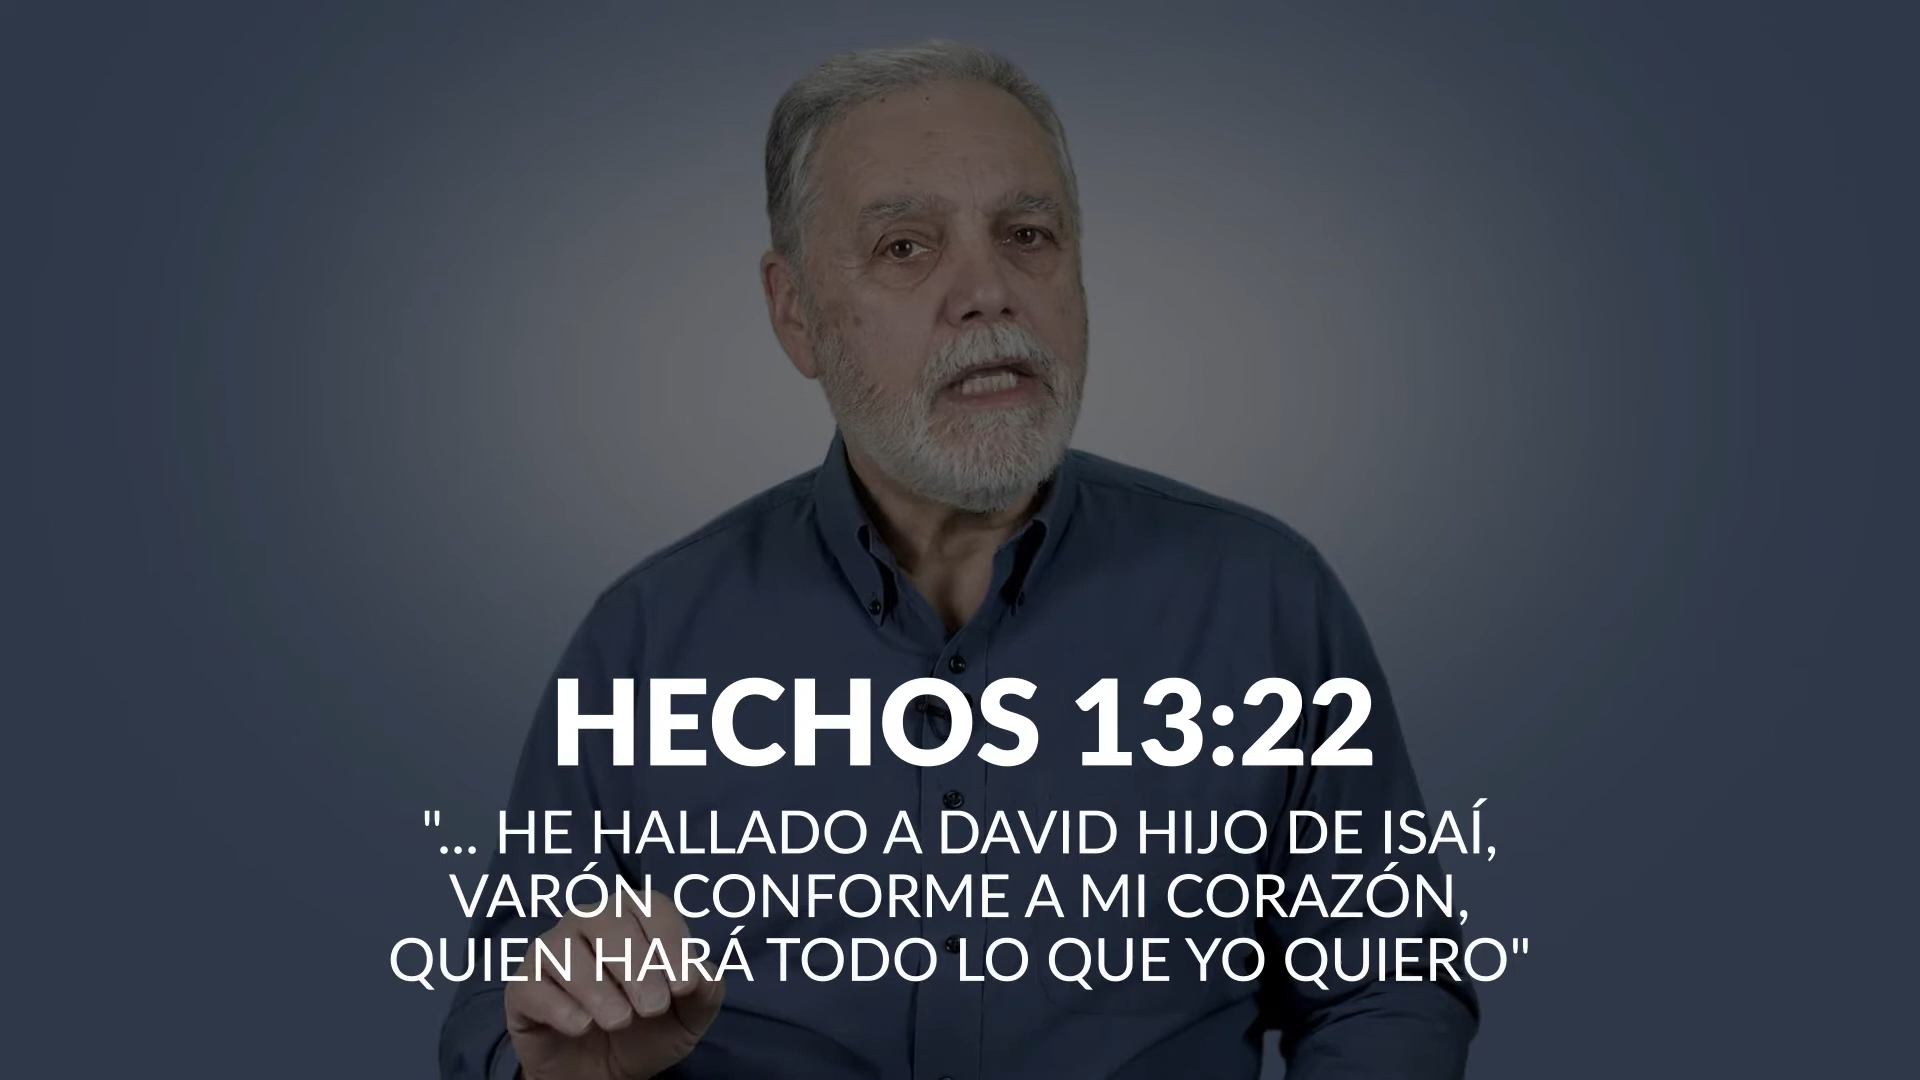 HECHOS 13:22
"... HE HALLADO A DAVID HIJO DE ISAÍ,
VARÓN CONFORME A MI CORAZÓN,
QUIEN HARÁ TODO LO QUE YO QUIERO"